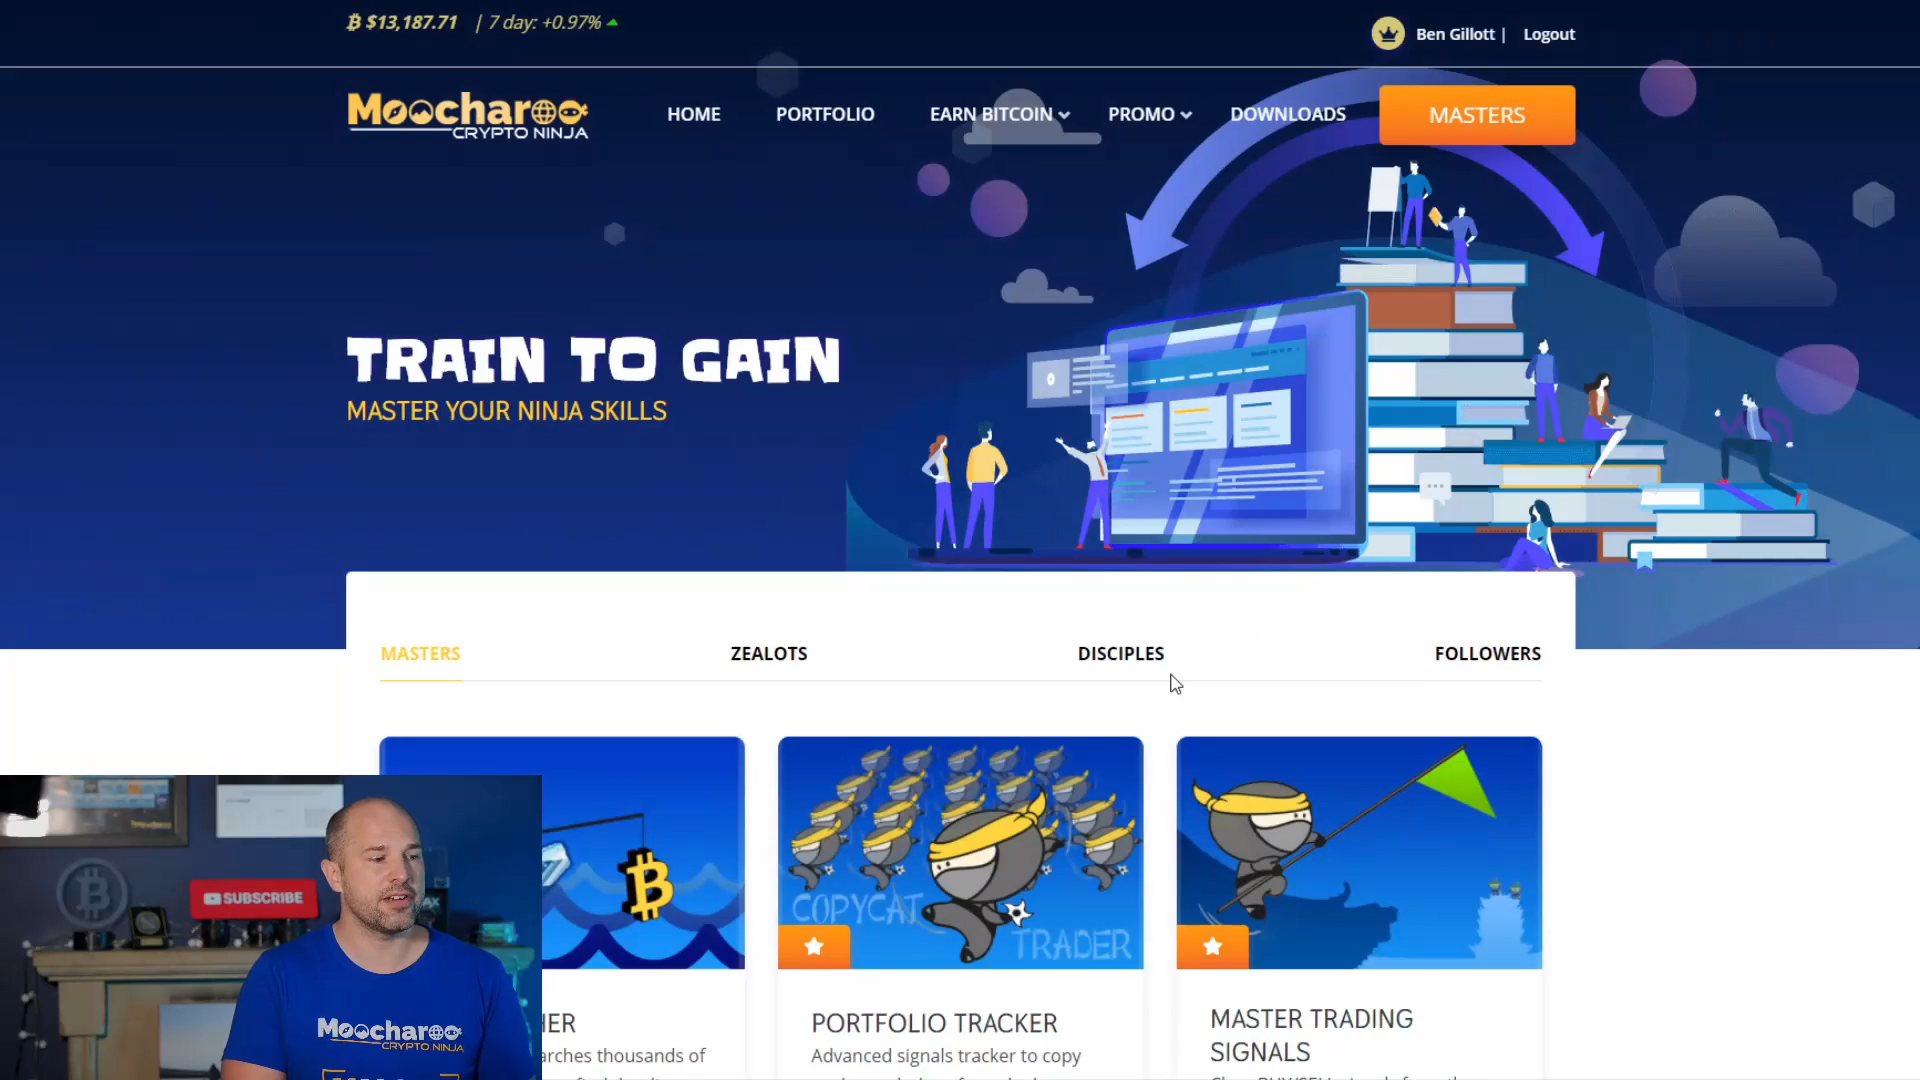 $13,187.71 | 7 day: +0.97%
Ben Gillott | Logout
Moocharoo
CRYPTO NINJA
HOME PORTFOLIO EARN BITCOIN PROMO DOWNLOADS MASTERS
TRAIN TO GAIN
MASTER YOUR NINJA SKILLS
MASTERS ZEALOTS DISCIPLES FOLLOWERS
COPYCAT
TRADER
SUBSCRIBE
HER
arches thousands of
PORTFOLIO TRACKER
Advanced signals tracker to copy
MASTER TRADING
SIGNALS
Moocharoo
CRYPTO NINJA